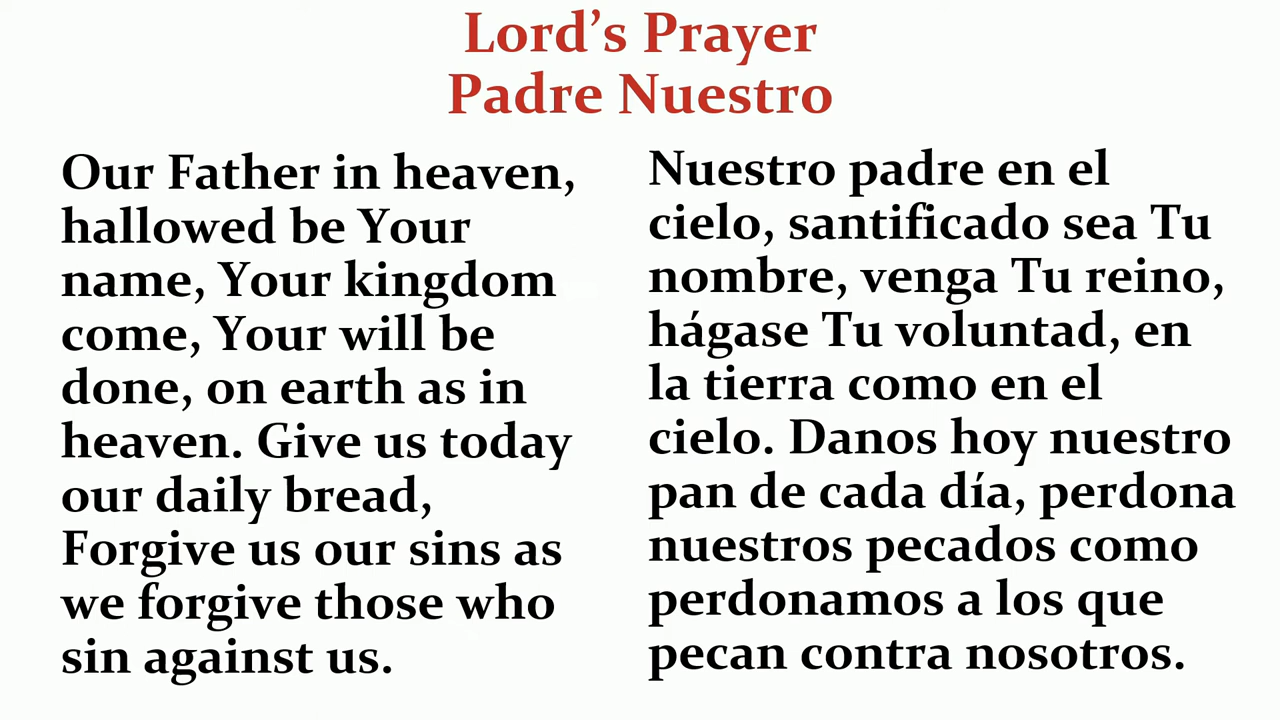 Lord’s Prayer
Padre Nuestro
Our Father in heaven,
hallowed be Your
name, Your kingdom
come, Your will be
done, on earth as in
heaven. Give us today
our daily bread,
Forgive us our sins as
we forgive those who
sin against us.
Nuestro padre en el
cielo, santificado sea Tu
nombre, venga Tu reino,
hágase Tu voluntad, en
la tierra como en el
cielo. Danos hoy nuestro
pan de cada día, perdona
nuestros pecados como
perdonamos a los que
pecan contra nosotros.